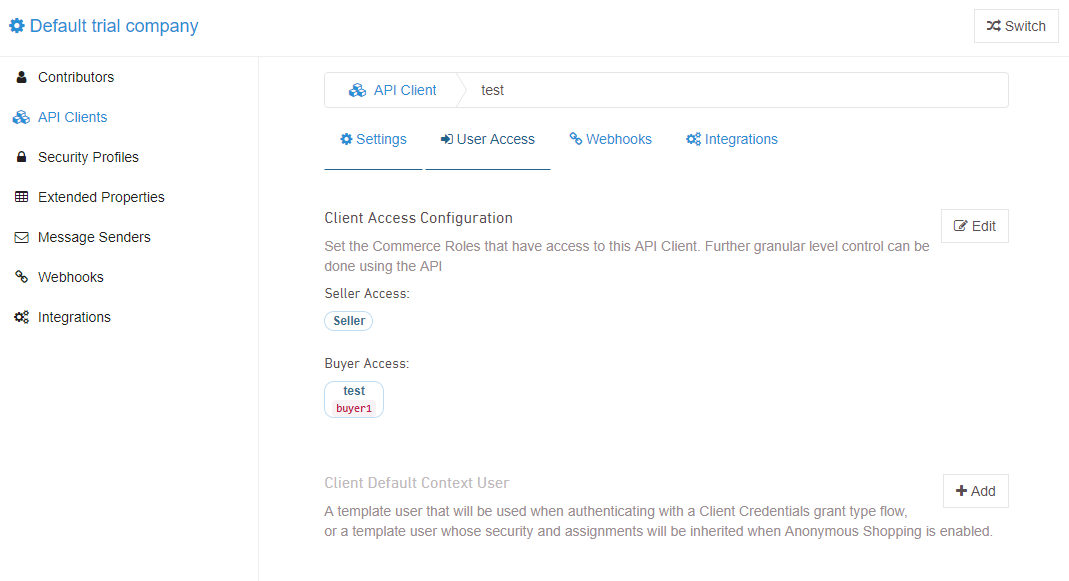 Default trial company
Switch
Contributors
API Clients
Security Profiles
Extended Properties
Message Senders
Webhooks
Integrations
API Client
test
Settings
User Access
Webhooks
Integrations
Client Access Configuration
Edit
Set the Commerce Roles that have access to this API Client. Further granular level control can be
done using the API
Seller Access:
Seller
Buyer Access:
test
buyer1
Client Default Context User
Add
A template user that will be used when authenticating with a Client Credentials grant type flow,
or a template user whose security and assignments will be inherited when Anonymous Shopping is enabled.